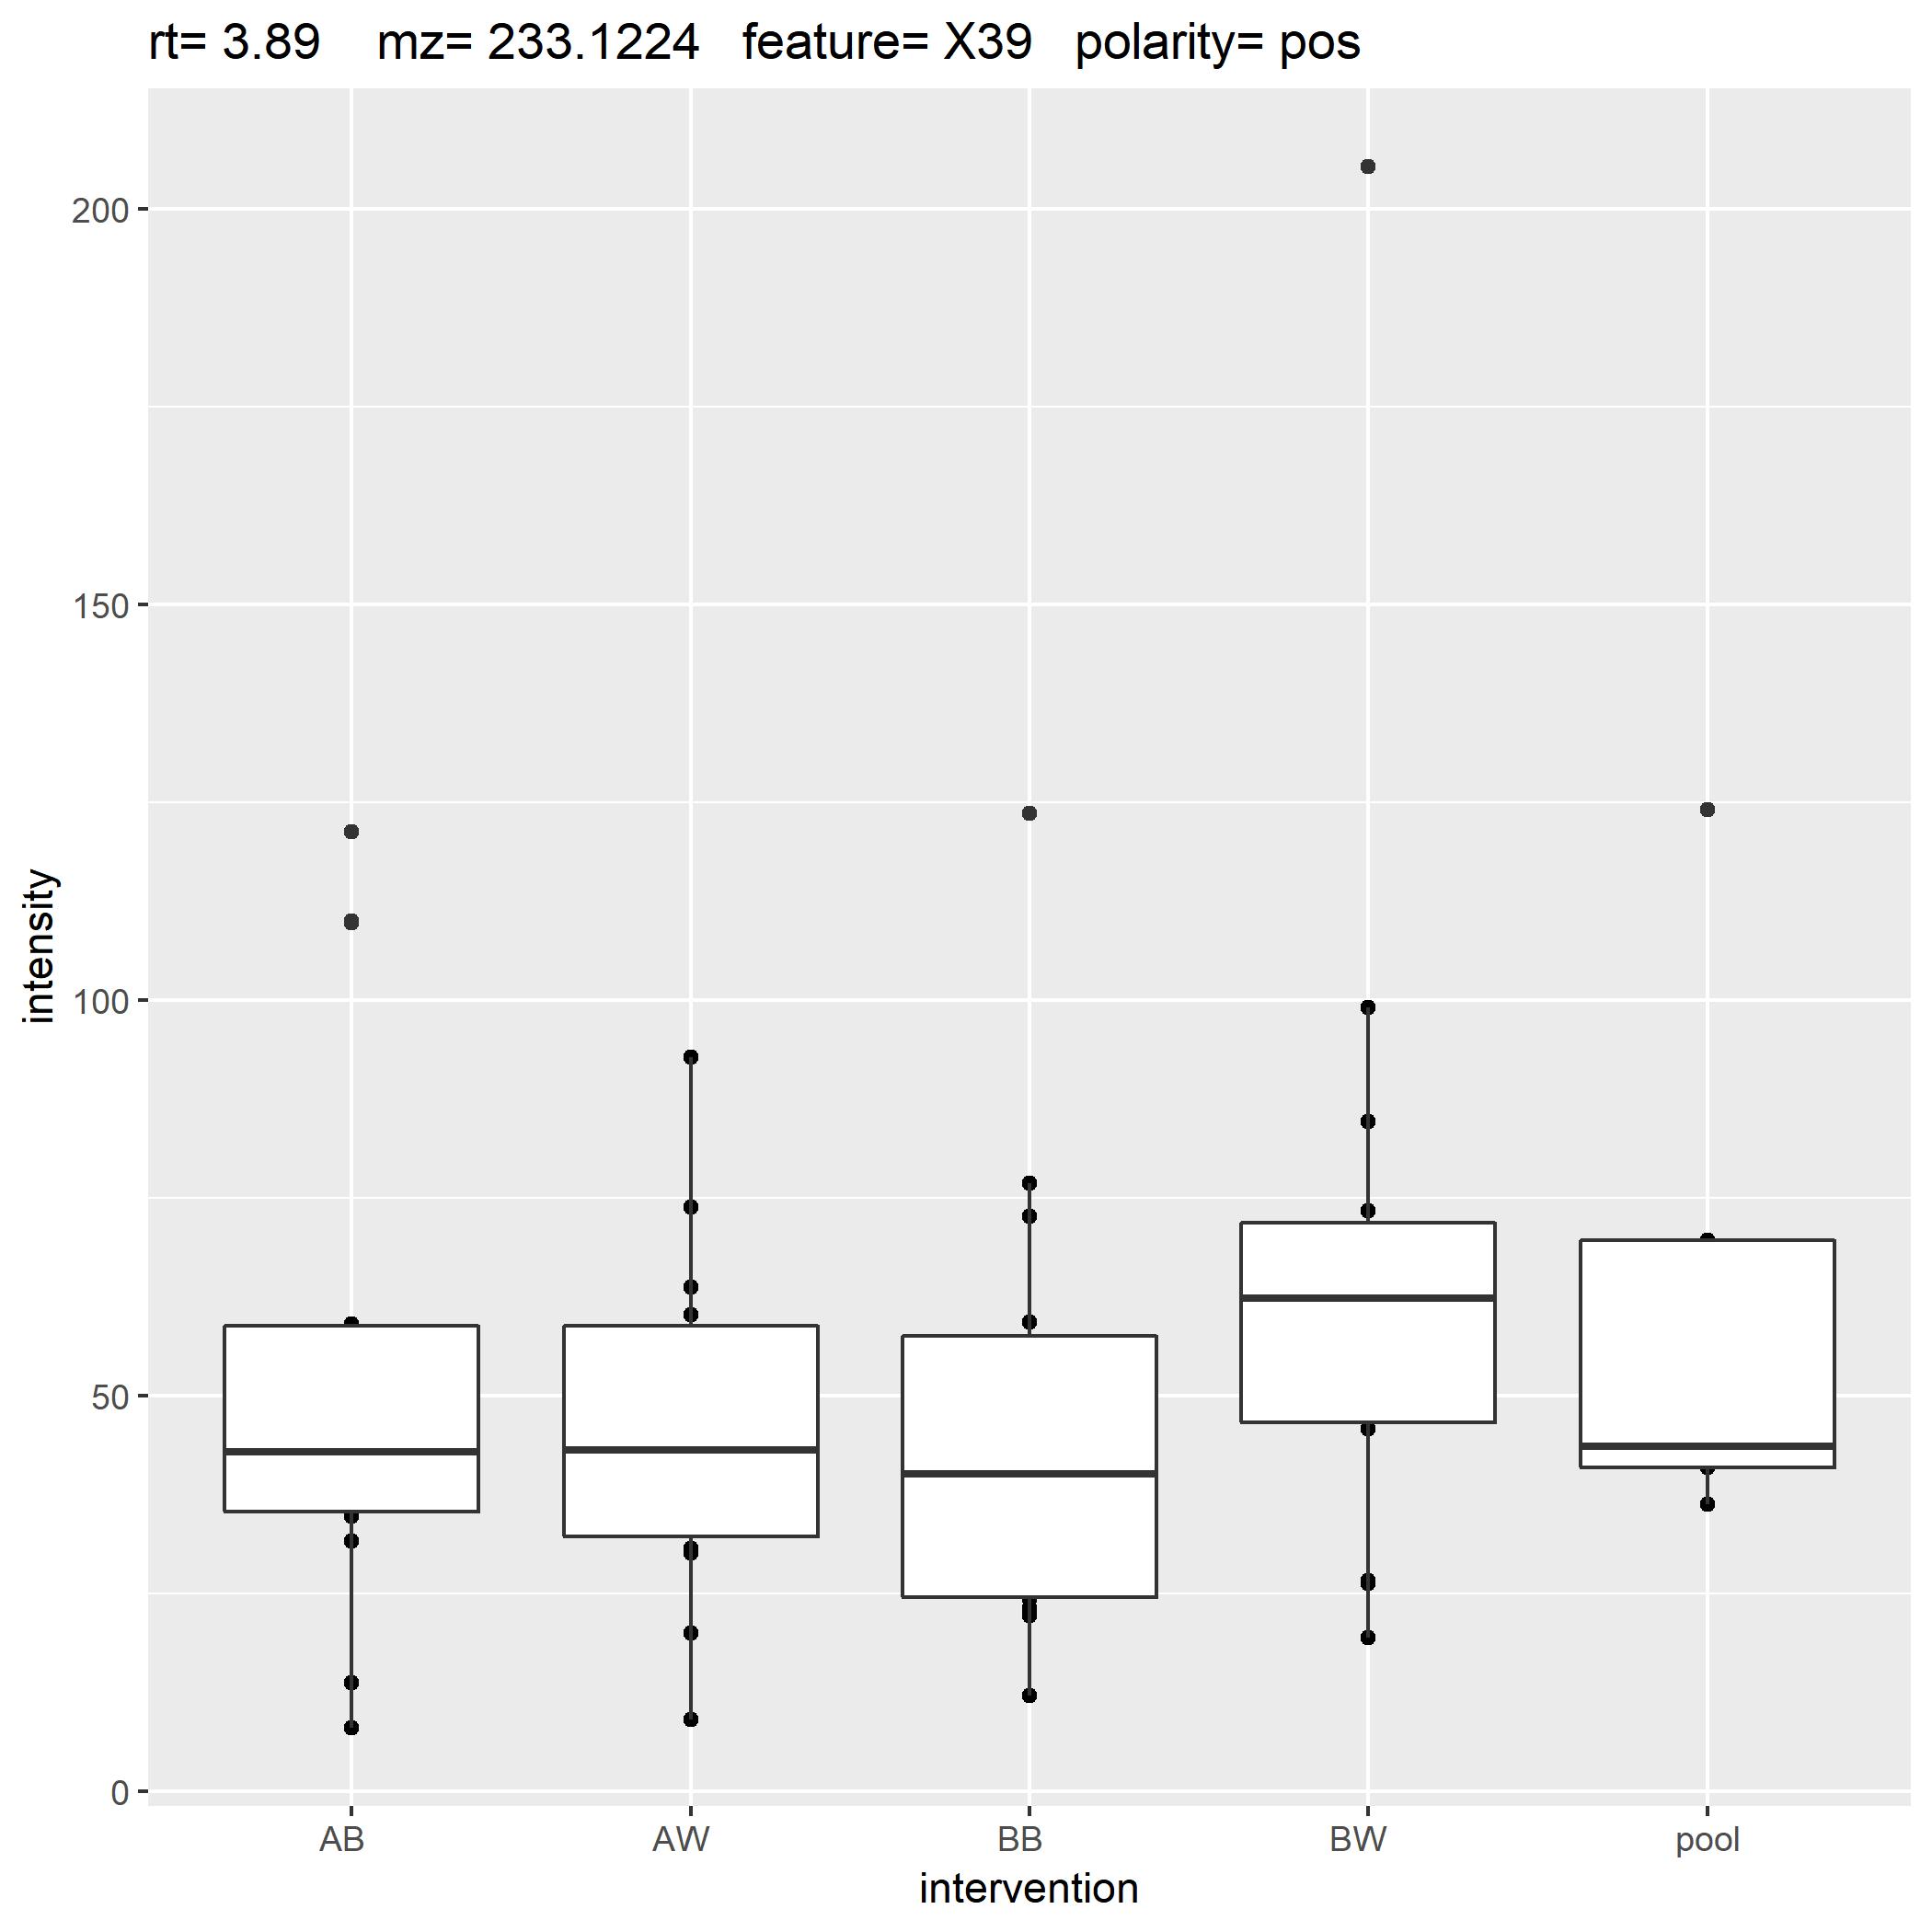 rt= 3.89    mz= 233.1224   feature= X39   polarity= pos
200
150
100
50
0
intensity
AB AW BB BW pool
intervention